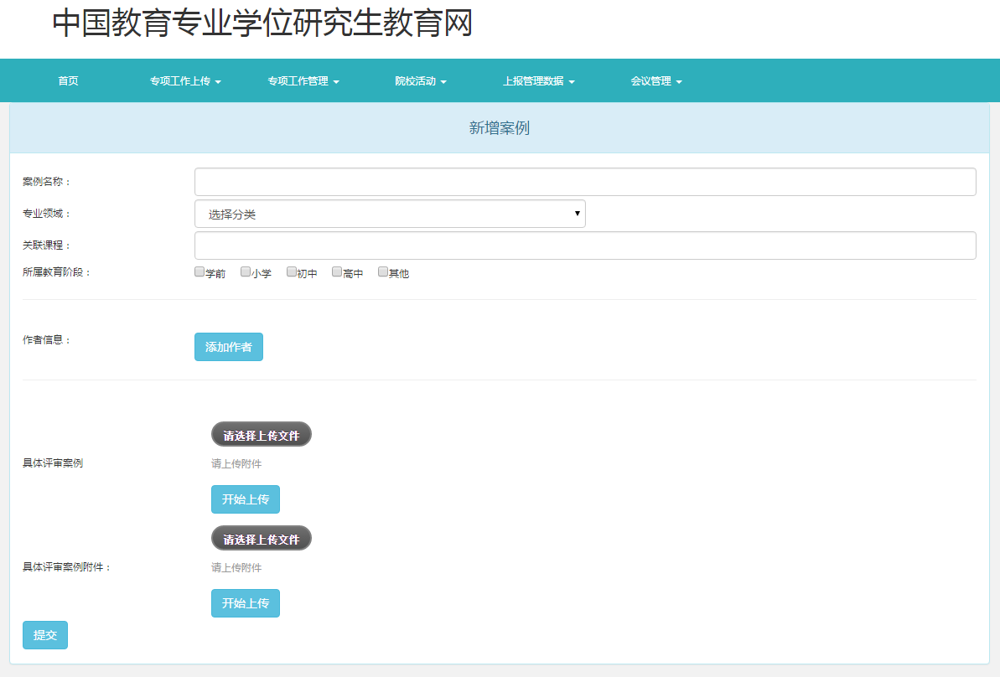 中国教育专业学位研究生教育网
首页 专项工作上传 专项工作管理 院校活动 上报管理数据 会议管理
新增案例
案例名称：
专业领域： 选择分类
关联课程：
所属教育阶段： 学前 小学 初中 高中 其他
作者信息： 添加作者
请选择上传文件
具体评审案例 请上传附件
开始上传
请选择上传文件
具体评审案例附件： 请上传附件
开始上传
提交